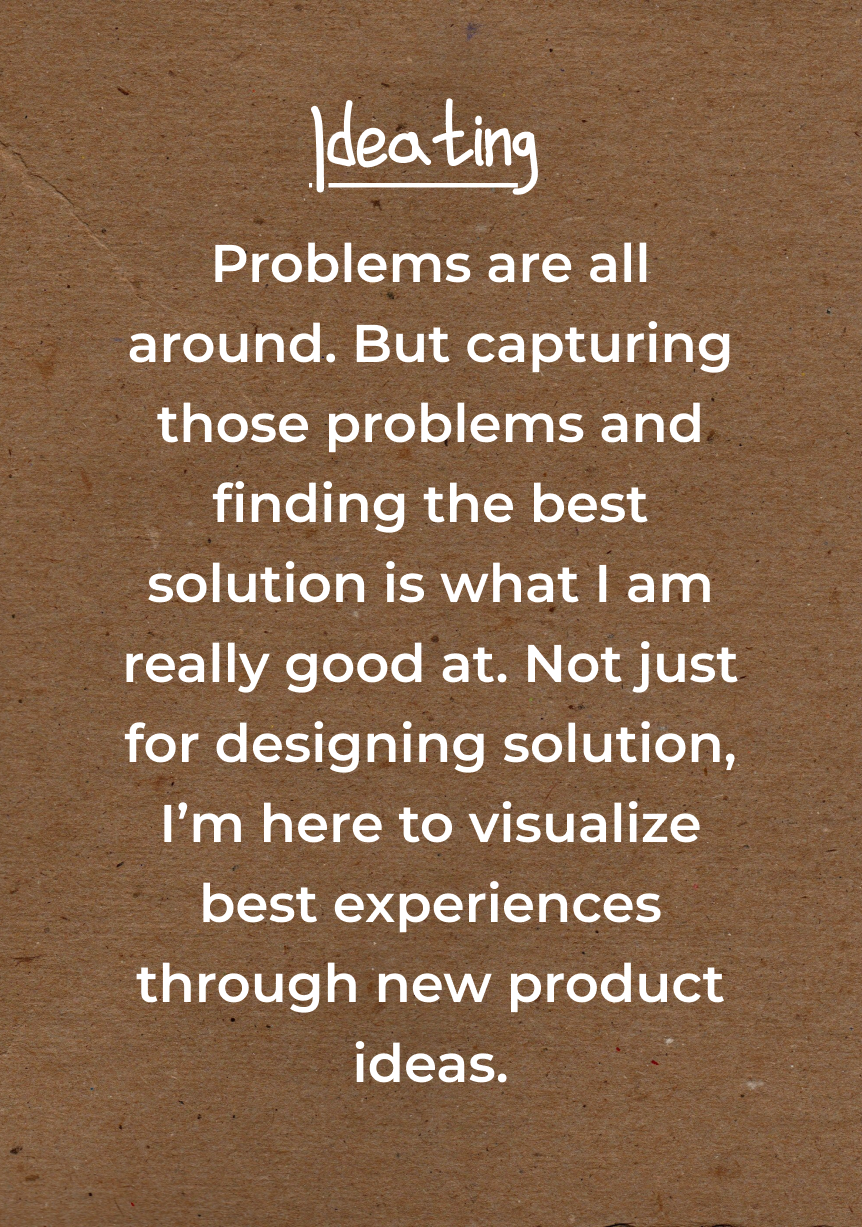 Ideating
Problems are all
around. But capturing
those problems and
finding the best
solution is what I am
really good at. Not just
for designing solution,
I’m here to visualize
best experiences
through new product
ideas.